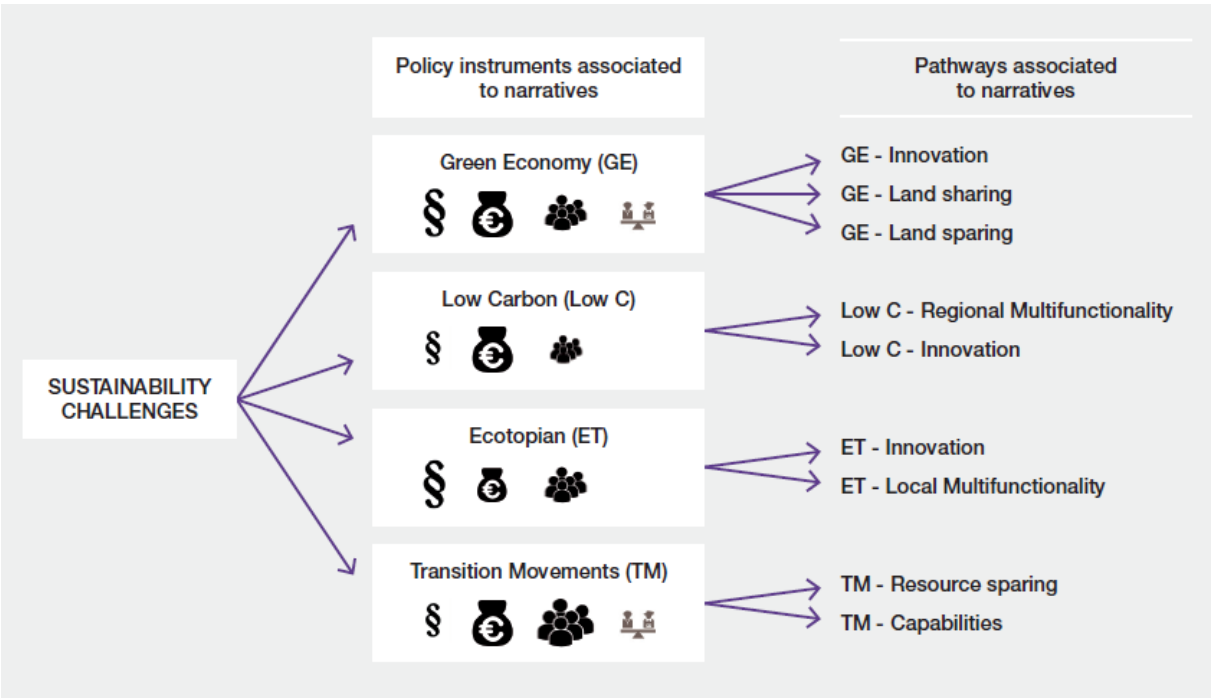 Policy instruments associated
to narratives
Pathways associated
to narratives
Green Economy (GE)
§ € 
GE - Innovation
GE - Land sharing
GE - Land sparing
Low Carbon (Low C)
§ €
Low C - Regional Multifunctionality
Low C - Innovation
SUSTAINABILITY
CHALLENGES
Ecotopian (ET)
§ €
ET - Innovation
ET - Local Multifunctionality
Transition Movements (TM)
§ €
TM - Resource sparing
TM - Capabilities